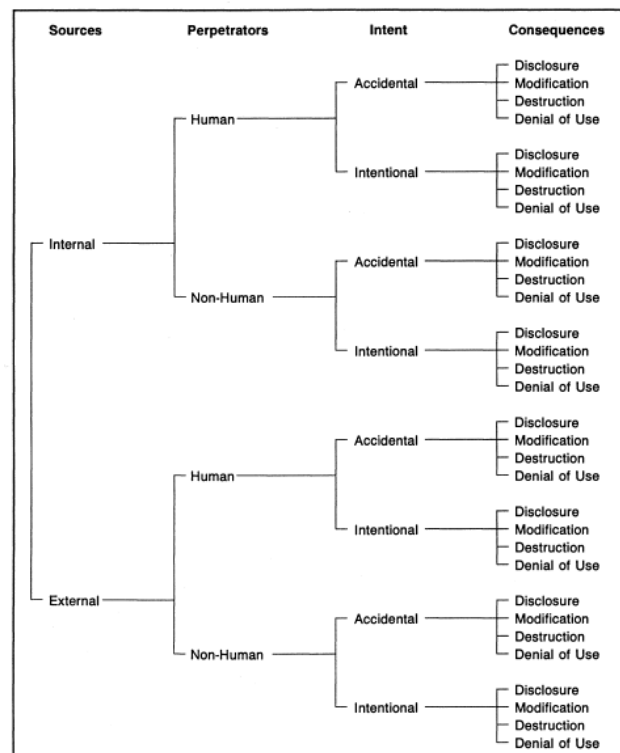 Sources Perpetrators Intent Consequences
Disclosure
Accidental Modification
Destruction
Human Denial of Use
Disclosure
Intentional Modification
Destruction
Denial of Use
Internal Disclosure
Accidental Modification
Destruction
Non-Human Denial of Use
Disclosure
Intentional Modification
Destruction
Denial of Use
Disclosure
Accidental Modification
Destruction
Human Denial of Use
Disclosure
Intentional Modification
Destruction
Denial of Use
External Disclosure
Accidental Modification
Destruction
Non-Human Denial of Use
Disclosure
Intentional Modification
Destruction
Denial of Use